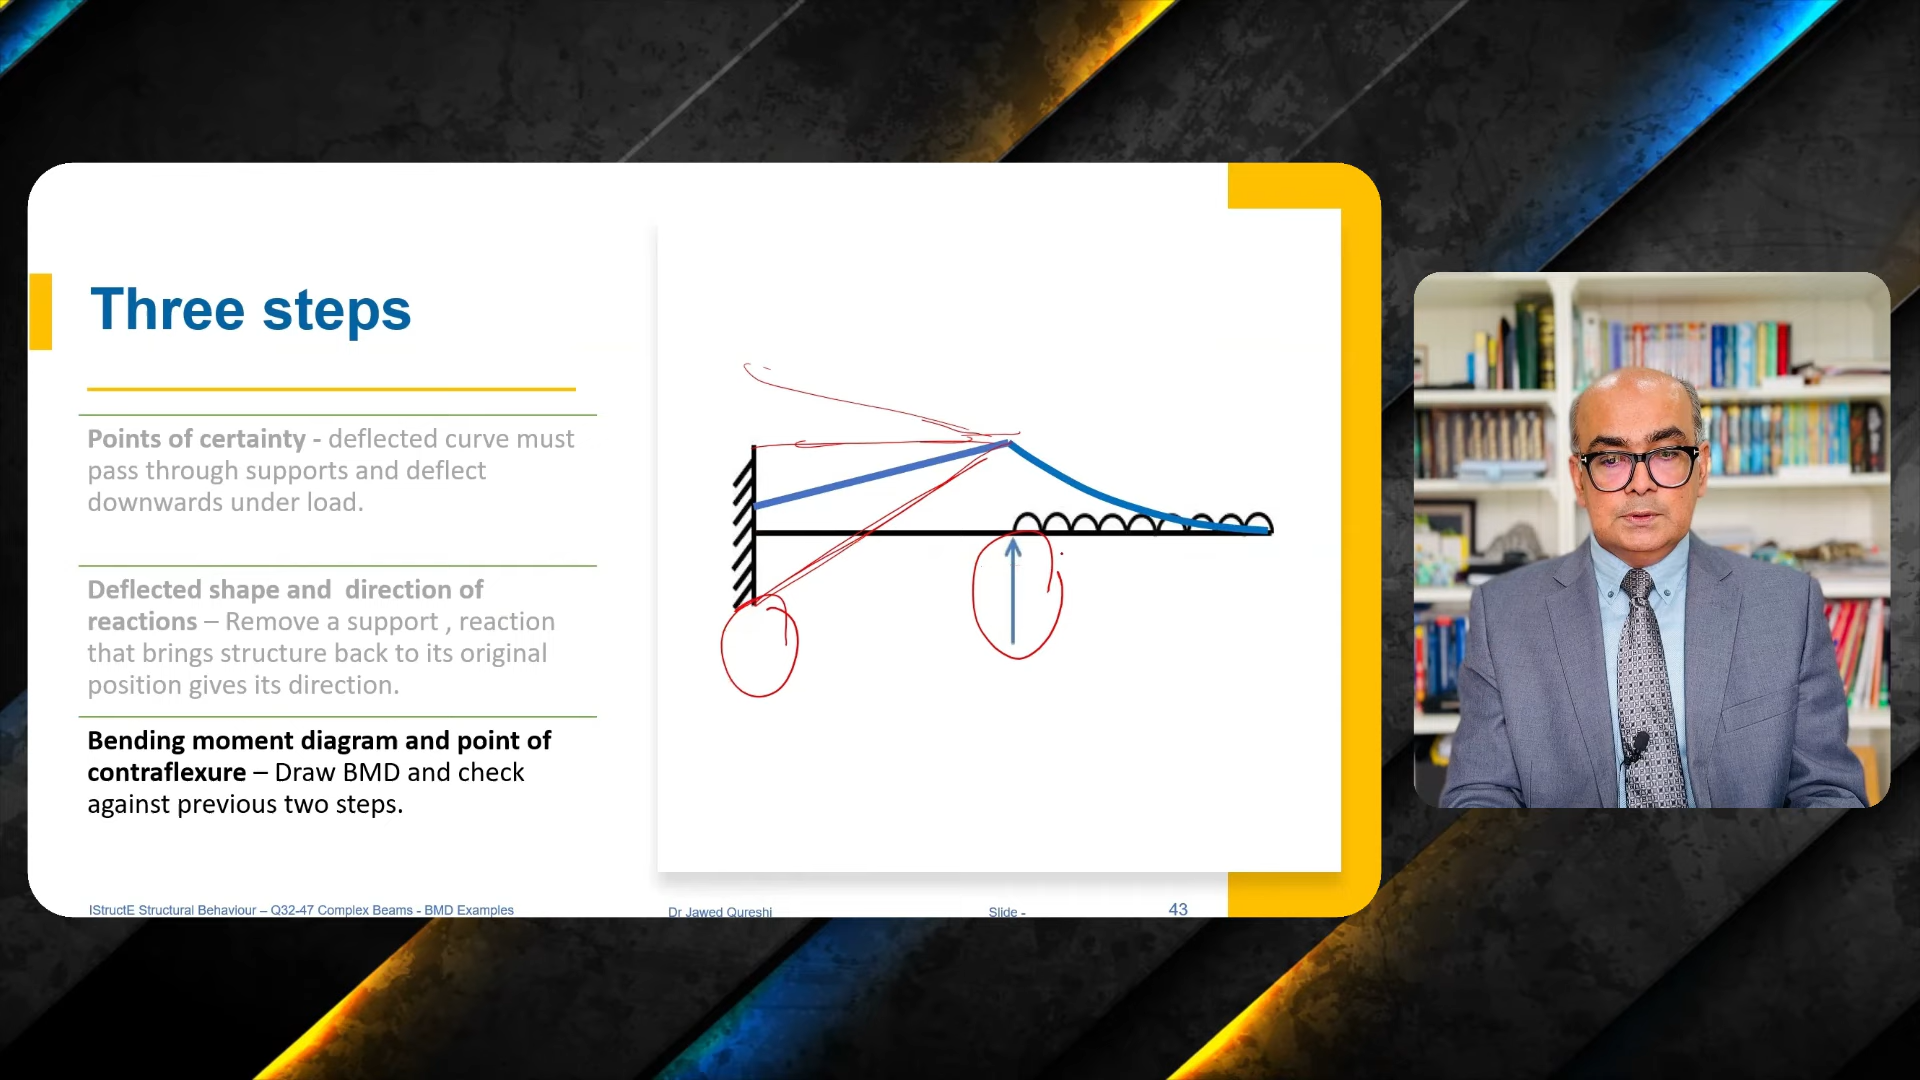 Three steps
Points of certainty - deflected curve must
pass through supports and deflect
downwards under load.
Deflected shape and direction of
reactions – Remove a support , reaction
that brings structure back to its original
position gives its direction.
Bending moment diagram and point of
contraflexure – Draw BMD and check
against previous two steps.
IStructE Structural Behaviour – Q32-47 Complex Beams - BMD Examples
Dr Jawed Qureshi
Slide -
43